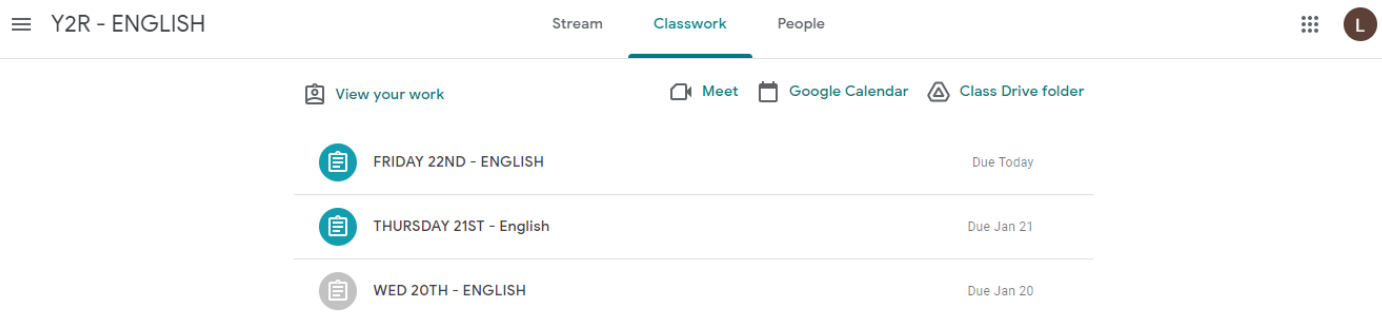 Y2R - ENGLISH
Stream
Classwork
People
L
View your work
Meet
Google Calendar
Class Drive folder
FRIDAY 22ND - ENGLISH
Due Today
THURSDAY 21ST - English
Due Jan 21
WED 20TH - ENGLISH
Due Jan 20